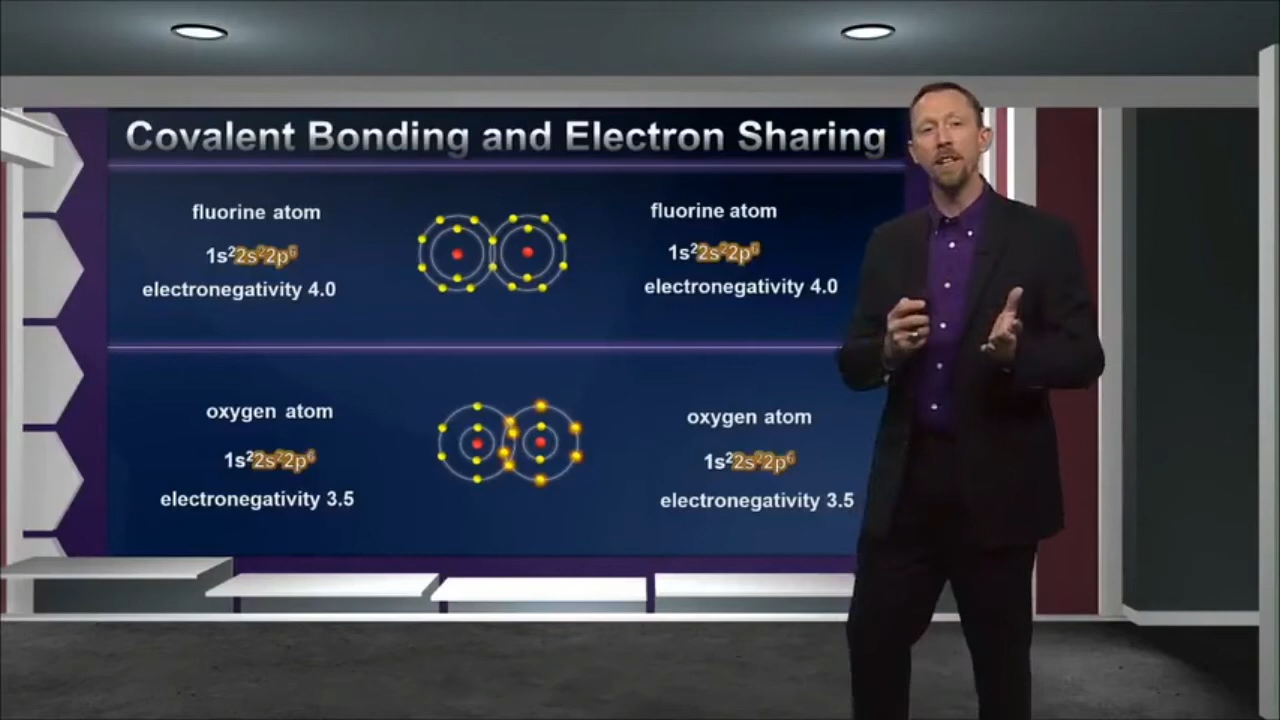 Covalent Bonding and Electron Sharing
fluorine atom
1s²2s²2p⁶
electronegativity 4.0
fluorine atom
1s²2s²2p⁶
electronegativity 4.0
oxygen atom
1s²2s²2p⁶
electronegativity 3.5
oxygen atom
1s²2s²2p⁶
electronegativity 3.5